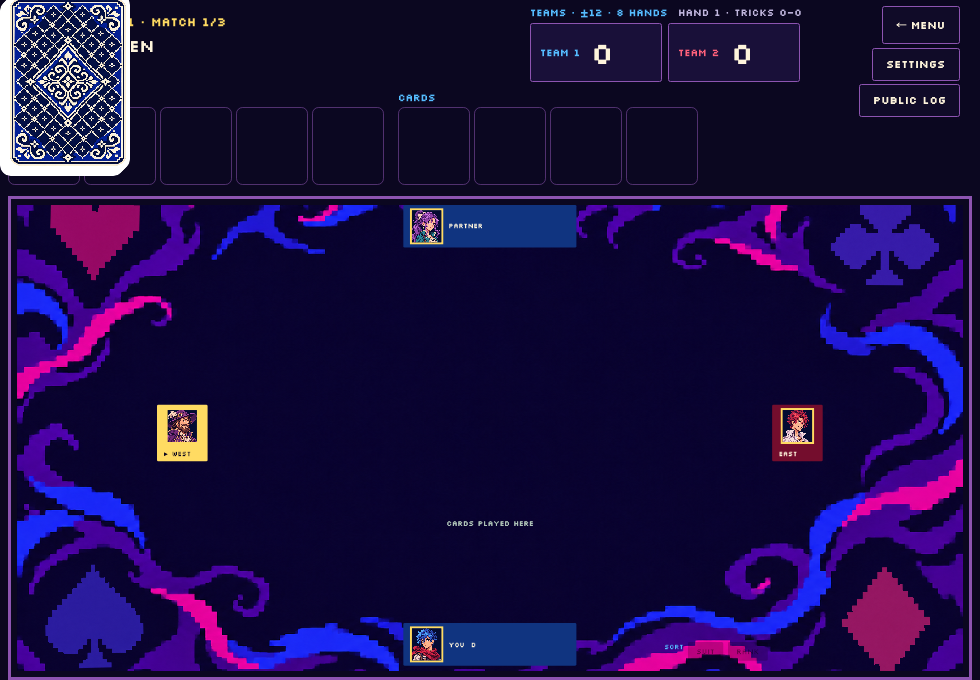 1 · MATCH 1/3
EN
TEAMS · ±12 · 8 HANDS HAND 1 · TRICKS 0-0
TEAM 1 0
TEAM 2 0
← MENU
SETTINGS
PUBLIC LOG
CARDS
PARTNER
▶ WEST
EAST
CARDS PLAYED HERE
YOU D
SORT